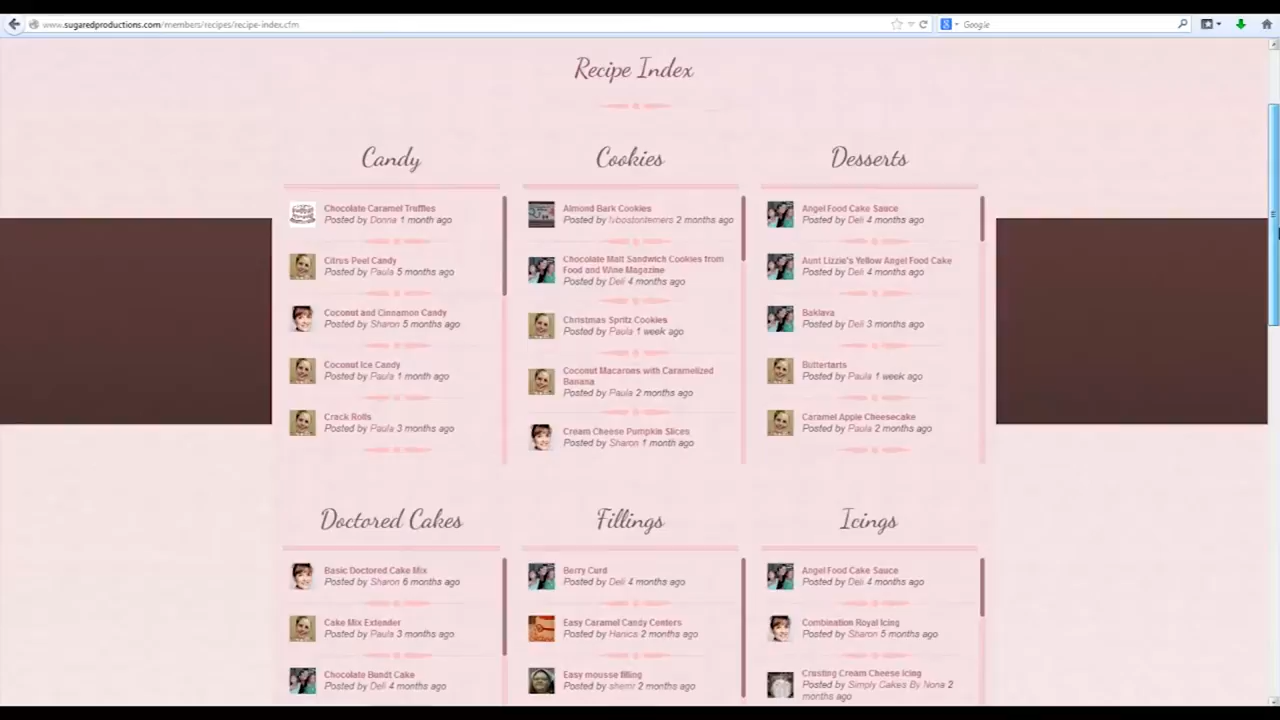 www.sugaredproductions.com/members/recipes/recipe-index.cfm
Google
Recipe Index
Candy
Chocolate Caramel Truffles
Posted by Donna 1 month ago
Citrus Peel Candy
Posted by Paula 5 months ago
Coconut and Cinnamon Candy
Posted by Sharon 5 months ago
Coconut Ice Candy
Posted by Paula 1 month ago
Crack Rolls
Posted by Paula 3 months ago
Cookies
Almond Bark Cookies
Posted by 2 months ago
Chocolate Malt Sandwich Cookies from
Food and Wine Magazine
Posted by Deli 4 months ago
Christmas Spritz Cookies
Posted by Paula 1 week ago
Coconut Macarons with Caramelized
Banana
Posted by Paula 2 months ago
Cream Cheese Pumpkin Slices
Posted by Sharon 1 month ago
Desserts
Angel Food Cake Sauce
Posted by Deli 4 months ago
Aunt Lizzie's Yellow Angel Food Cake
Posted by Deli 4 months ago
Baklava
Posted by Deli 3 months ago
Buttertarts
Posted by Paula 1 week ago
Caramel Apple Cheesecake
Posted by Paula 2 months ago
Doctored Cakes
Basic Doctored Cake Mix
Posted by Sharon 6 months ago
Cake Mix Extender
Posted by Paula 3 months ago
Chocolate Bundt Cake
Posted by Deli 4 months ago
Fillings
Berry Curd
Posted by Deli 4 months ago
Easy Caramel Candy Centers
Posted by Hanica 2 months ago
Easy mousse filling
Posted by sherrir 2 months ago
Icings
Angel Food Cake Sauce
Posted by Deli 4 months ago
Combination Royal Icing
Posted by Sharon 5 months ago
Crusting Cream Cheese Icing
Posted by Simply Cakes By Nona 2
months ago